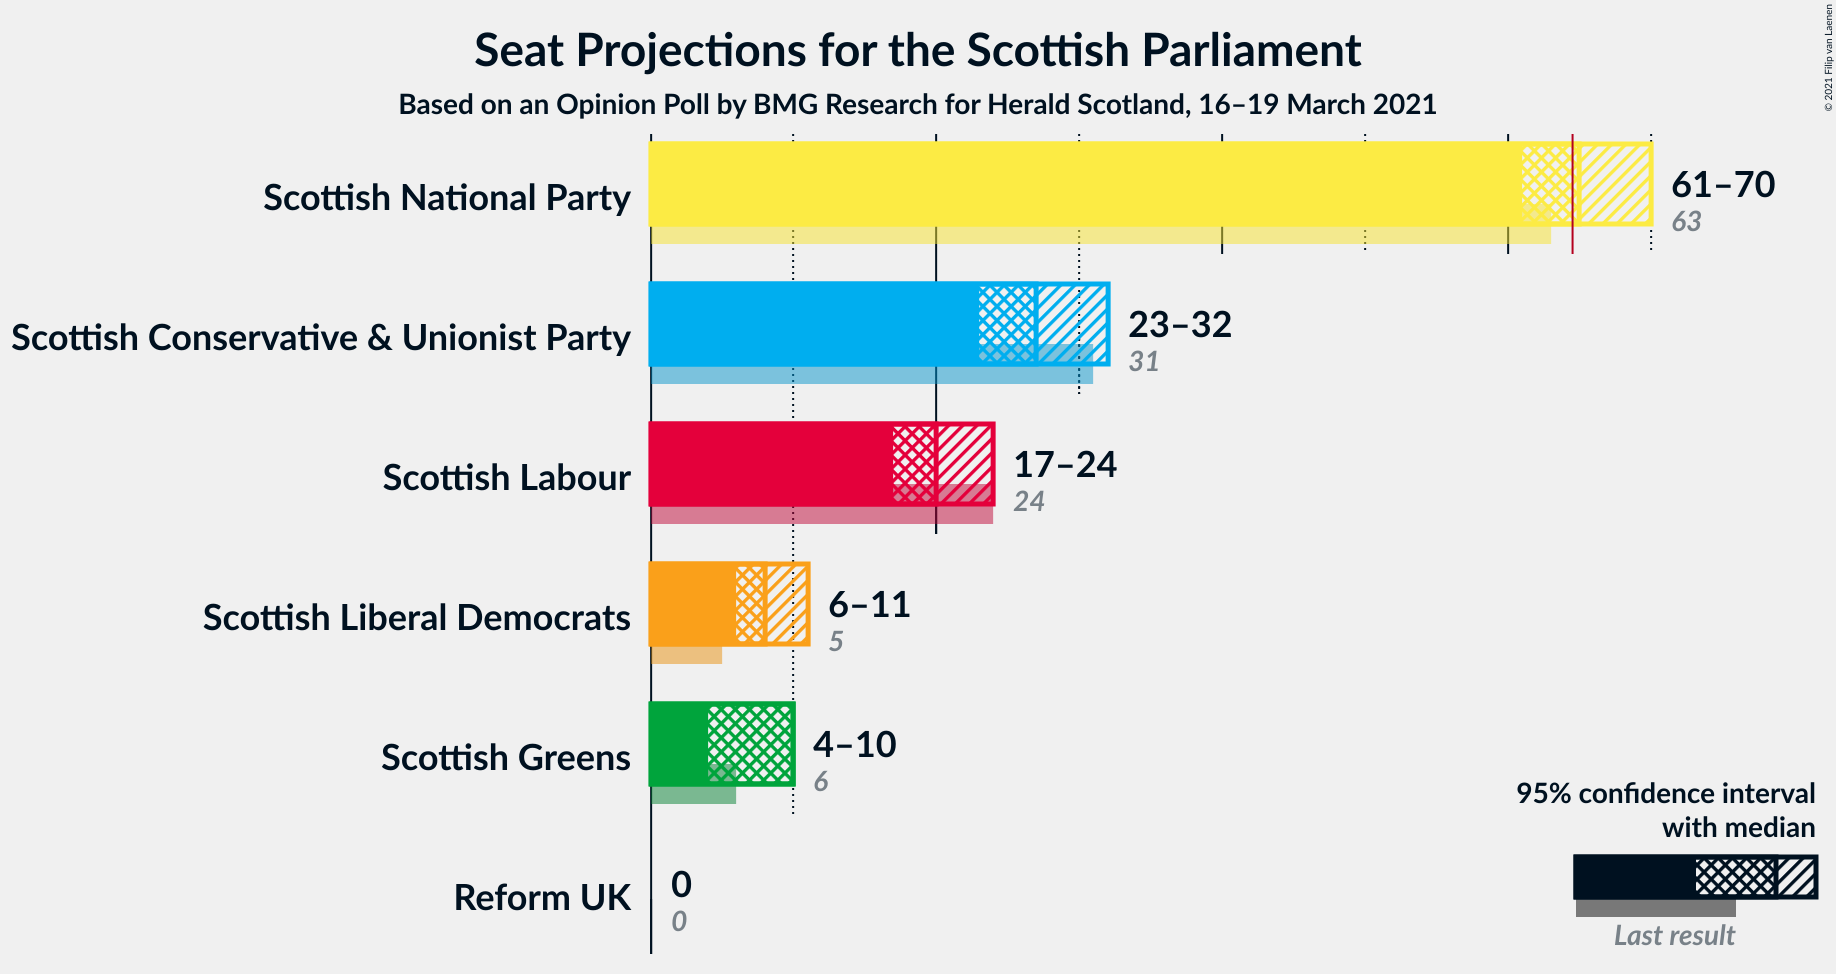 Seat Projections for the Scottish Parliament
Based on an Opinion Poll by BMG Research for Herald Scotland, 16–19 March 2021
© 2021 Filip van Laenen
Scottish National Party
61–70
63
Scottish Conservative & Unionist Party
23–32
31
Scottish Labour
17–24
24
Scottish Liberal Democrats
6–11
5
Scottish Greens
4–10
6
Reform UK
0
0
95% confidence interval
with median
Last result